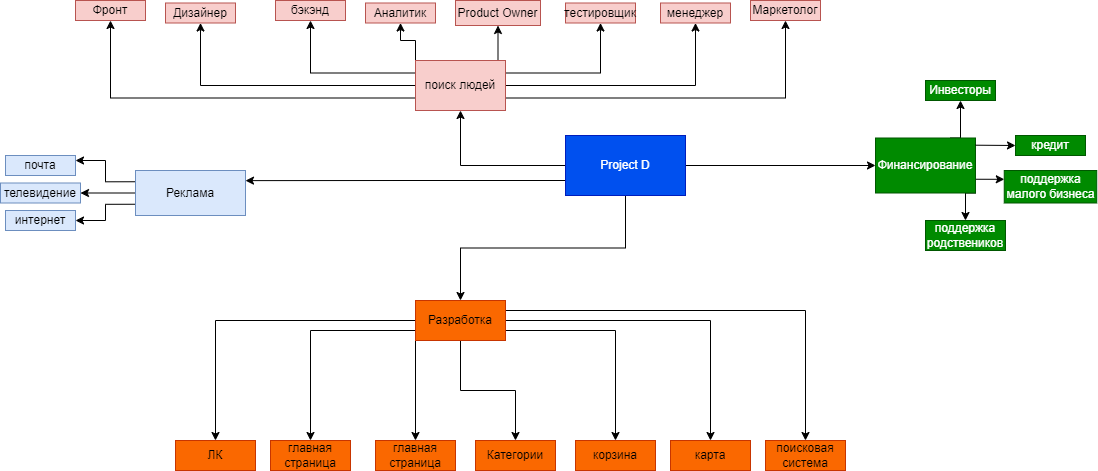 Фронт
Дизайнер
бэкэнд
Аналитик
Product Owner
тестировщик
менеджер
Маркетолог
поиск людей
Инвесторы
Project D
Финансирование
кредит
поддержка
малого бизнеса
поддержка
родствеников
почта
телевидение
интернет
Реклама
Разработка
ЛК
главная
страница
главная
страница
Категории
корзина
карта
поисковая
система